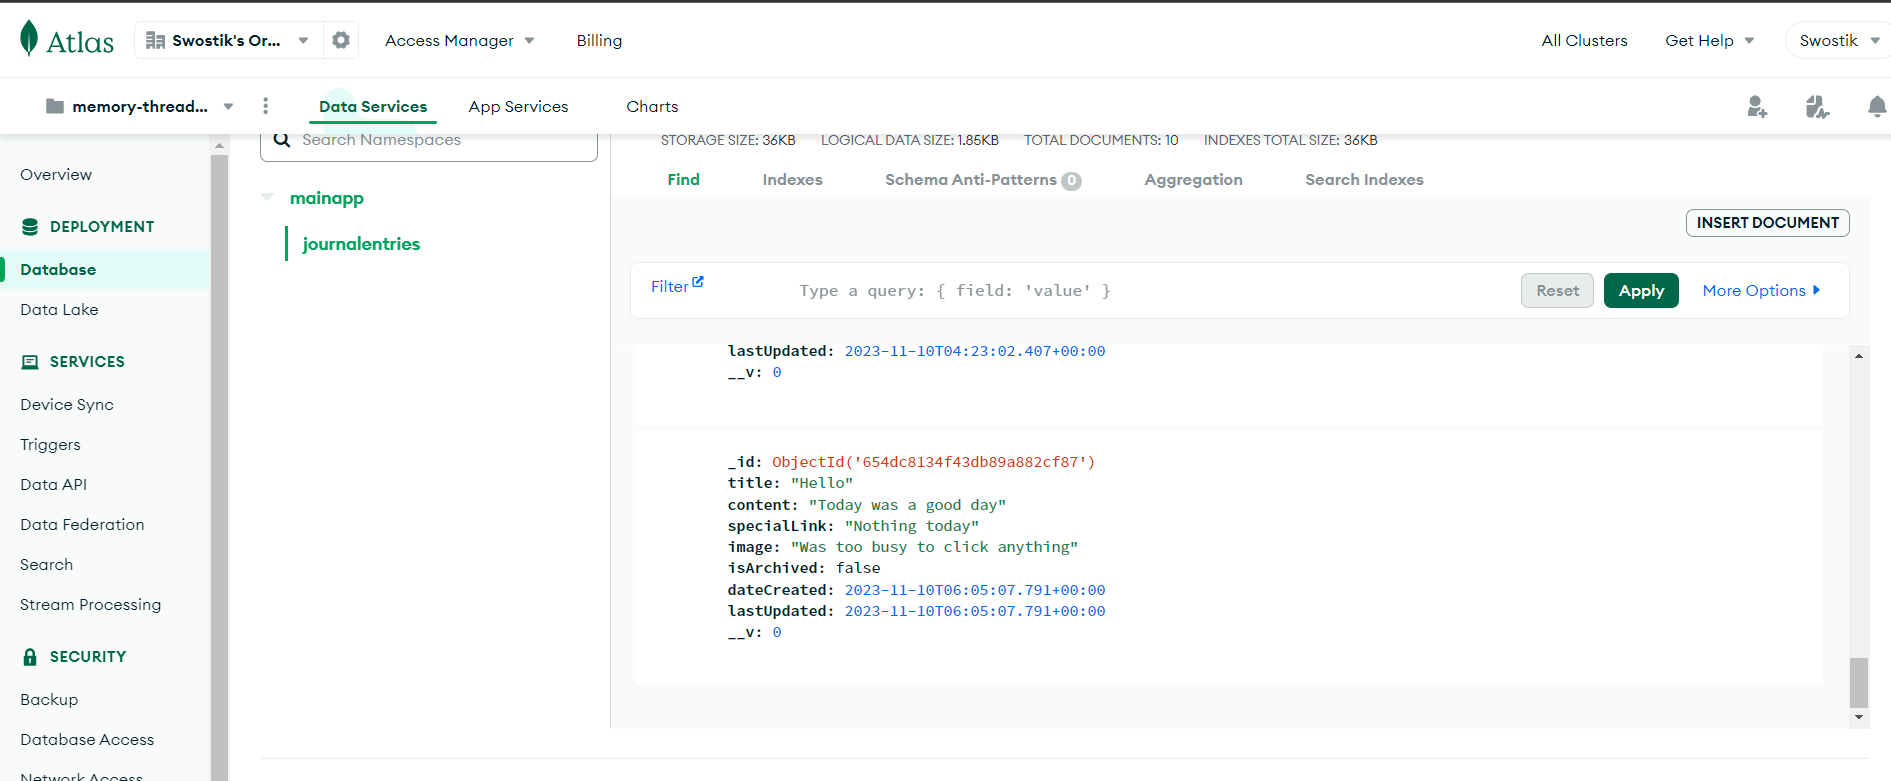 Atlas
Swostik's Or...
Access Manager
Billing
All Clusters
Get Help
Swostik
memory-thread...
Data Services
App Services
Charts
Search Namespaces
mainapp
journalentries
STORAGE SIZE: 36KB LOGICAL DATA SIZE: 1.85KB TOTAL DOCUMENTS: 10 INDEXES TOTAL SIZE: 36KB
Find Indexes Schema Anti-Patterns 0 Aggregation Search Indexes
INSERT DOCUMENT
Filter
Type a query: { field: 'value' }
Reset
Apply
More Options
lastUpdated: 2023-11-10T04:23:02.407+00:00
__v: 0
_id: ObjectId('654dc8134f43db89a882cf87')
title: "Hello"
content: "Today was a good day"
specialLink: "Nothing today"
image: "Was too busy to click anything"
isArchived: false
dateCreated: 2023-11-10T06:05:07.791+00:00
lastUpdated: 2023-11-10T06:05:07.791+00:00
__v: 0
Overview
DEPLOYMENT
Database
Data Lake
SERVICES
Device Sync
Triggers
Data API
Data Federation
Search
Stream Processing
SECURITY
Backup
Database Access
Network Access